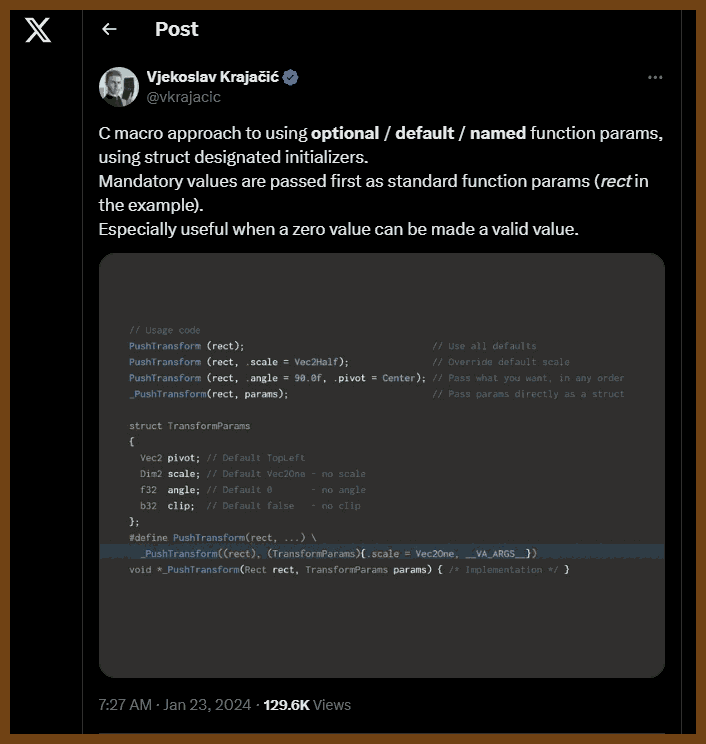 Post
Vjekoslav Krajačić
@vkrajacic
C macro approach to using optional / default / named function params,
using struct designated initializers.
Mandatory values are passed first as standard function params (rect in
the example).
Especially useful when a zero value can be made a valid value.
// Usage code
PushTransform (rect); // Use all defaults
PushTransform (rect, .scale = Vec2Half); // Override default scale
PushTransform (rect, .angle = 90.0f, .pivot = Center); // Pass what you want, in any order
_PushTransform(rect, params); // Pass params directly as a struct
struct TransformParams
{
Vec2 pivot; // Default TopLeft
Dim2 scale; // Default Vec2One - no scale
f32 angle; // Default 0 - no angle
b32 clip; // Default false - no clip
};
#define PushTransform(rect, ...) \
_PushTransform((rect), (TransformParams){.scale = Vec2One, __VA_ARGS__})
void *_PushTransform(Rect rect, TransformParams params) { /* Implementation */ }
7:27 AM · Jan 23, 2024 · 129.6K Views